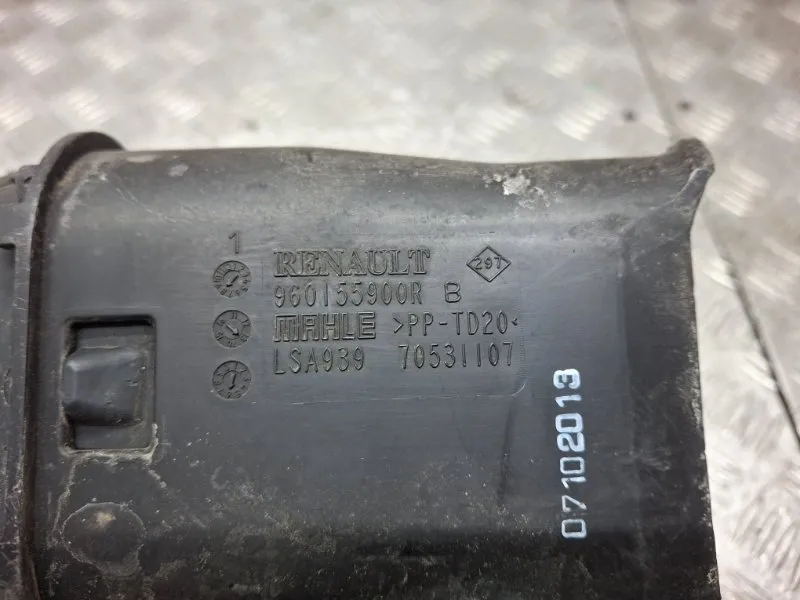 1
RENAULT 297
960155900R B
MAHLE >PP-TD20<
LSA939 70531107
07102013